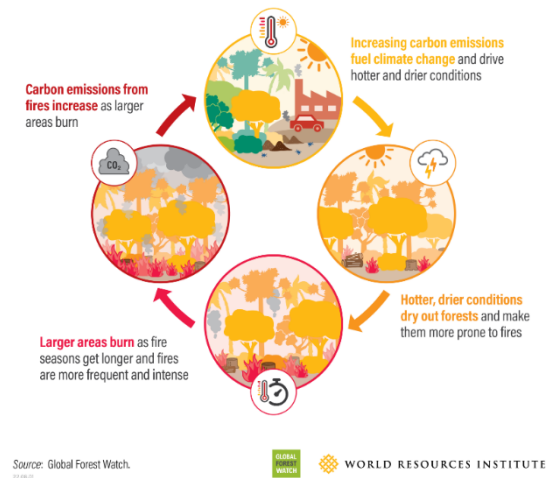 Increasing carbon emissions
fuel climate change and drive
hotter and drier conditions
Carbon emissions from
fires increase as larger
areas burn
CO₂
Hotter, drier conditions
dry out forests and make
them more prone to fires
Larger areas burn as fire
seasons get longer and fires
are more frequent and intense
Source: Global Forest Watch.
GLOBAL
FOREST
WATCH
WORLD RESOURCES INSTITUTE